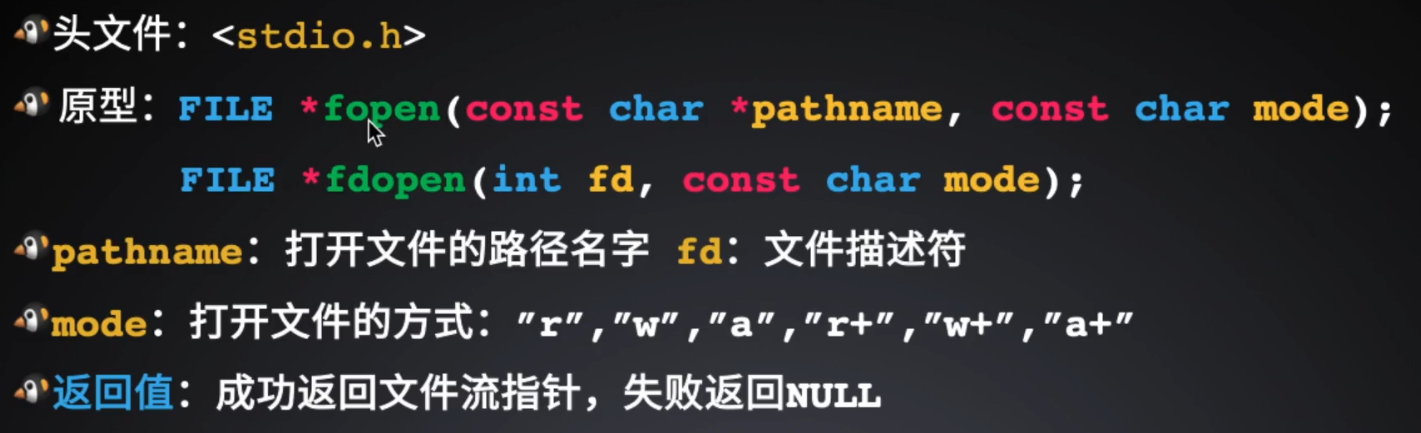 头文件：<stdio.h>
原型：FILE *fopen(const char *pathname, const char mode);
FILE *fdopen(int fd, const char mode);
pathname：打开文件的路径名字 fd：文件描述符
mode：打开文件的方式：”r”,”w”,”a”,”r+”,”w+”,”a+”
返回值：成功返回文件流指针，失败返回NULL